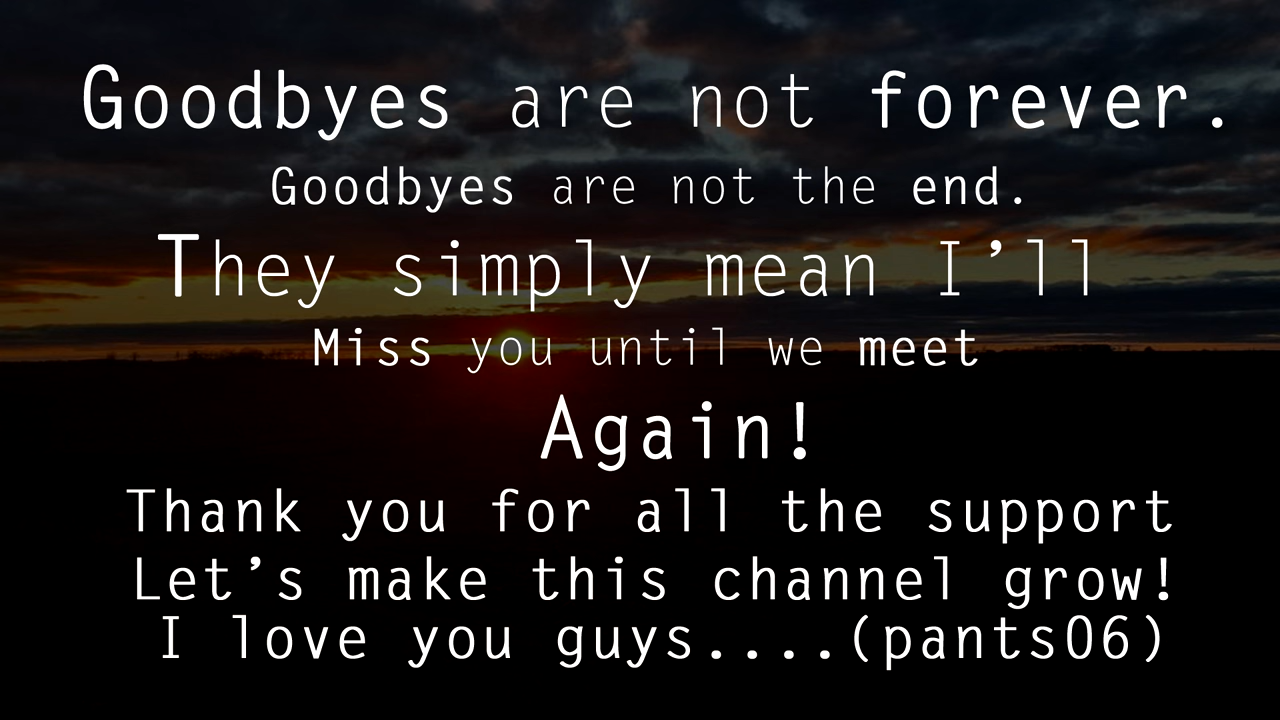 Goodbyes are not forever.
Goodbyes are not the end.
They simply mean I'll
Miss you until we meet
Again!
Thank you for all the support
Let's make this channel grow!
I love you guys....(pants06)